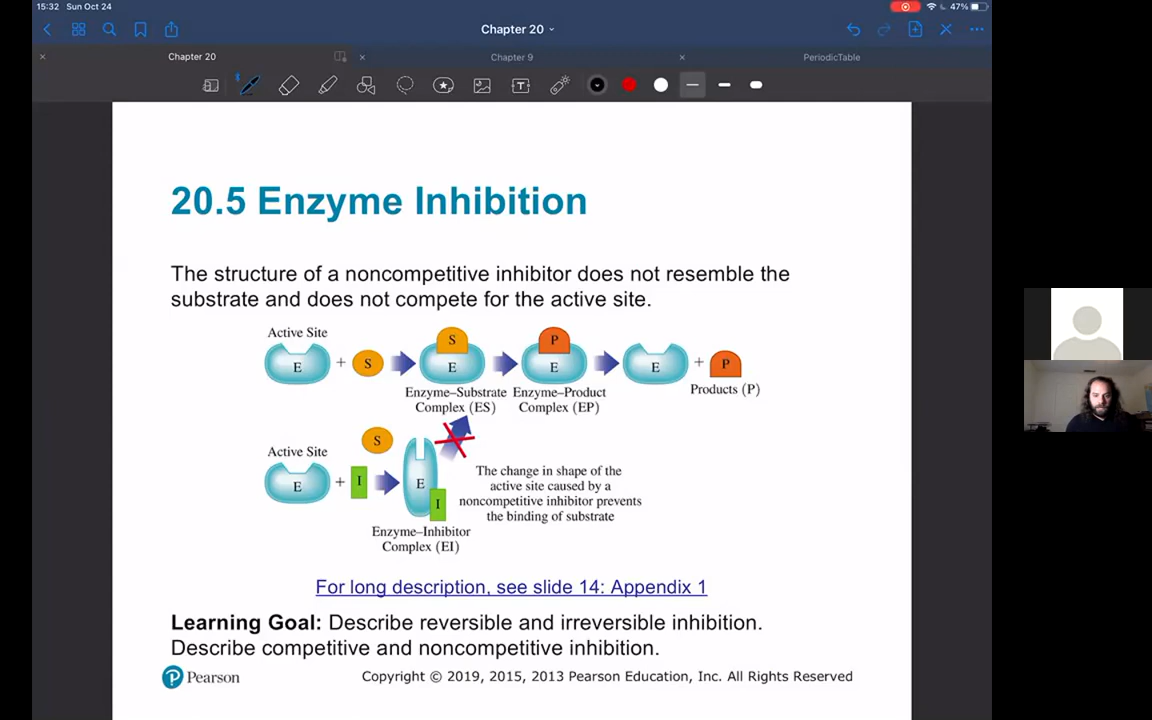 15:32 Sun Oct 24
47%
Chapter 20
Chapter 20
Chapter 9
PeriodicTable
20.5 Enzyme Inhibition
The structure of a noncompetitive inhibitor does not resemble the
substrate and does not compete for the active site.
Active Site
E + S
S
E
P
E
E + P
Enzyme–Substrate
Complex (ES)
Enzyme–Product
Complex (EP)
Products (P)
Active Site
S
E + I
E
I
The change in shape of the
active site caused by a
noncompetitive inhibitor prevents
the binding of substrate
Enzyme–Inhibitor
Complex (EI)
For long description, see slide 14: Appendix 1
Learning Goal: Describe reversible and irreversible inhibition.
Describe competitive and noncompetitive inhibition.
Pearson
Copyright © 2019, 2015, 2013 Pearson Education, Inc. All Rights Reserved